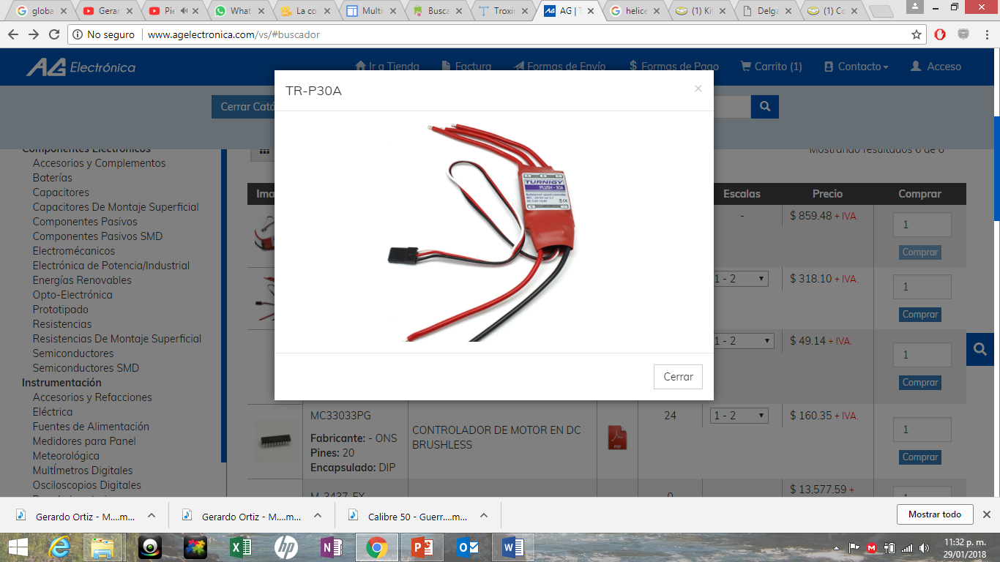 globa
Gerar
Pie
What
La co
Multi
Busca
Troxin
AG | T
helice
(1) Kit
Delga
(1) Co
No seguro
www.agelectronica.com/vs/#buscador
AG Electrónica
Ir a Tienda
Factura
Formas de Envío
Formas de Pago
Carrito (1)
Contacto
Acceso
Cerrar Cató
TR-P30A
×
TURNIGY
PLUSH - 30A
Componentes Electrónicos
Accesorios y Complementos
Baterías
Capacitores
Capacitores De Montaje Superficial
Componentes Pasivos
Componentes Pasivos SMD
Electromécanicos
Electrónica de Potencia/Industrial
Energías Renovables
Opto-Electrónica
Prototipado
Resistencias
Resistencias De Montaje Superficial
Semiconductores
Semiconductores SMD
Instrumentación
Accesorios y Refacciones
Eléctrica
Fuentes de Alimentación
Medidores para Panel
Meteorológica
MultÍmetros Digitales
Osciloscopios Digitales
Mostrando resultados 6 de 6
Ima
Escalas
Precio
Comprar
-
$ 859.48 + IVA.
1
Comprar
1 - 2
$ 318.10 + IVA.
1
Comprar
1 - 2
$ 49.14 + IVA.
1
Comprar
Cerrar
MC33033PG
Fabricante: - ONS
Pines: 20
Encapsulado: DIP
CONTROLADOR DE MOTOR EN DC
BRUSHLESS
PDF
24
1 - 2
$ 160.35 + IVA.
1
Comprar
M-3437-EX
0
$ 13,577.59 +
1
Gerardo Ortiz - M....m...
Gerardo Ortiz - M....m...
Calibre 50 - Guerr....m...
Mostrar todo
11:32 p. m.
29/01/2018